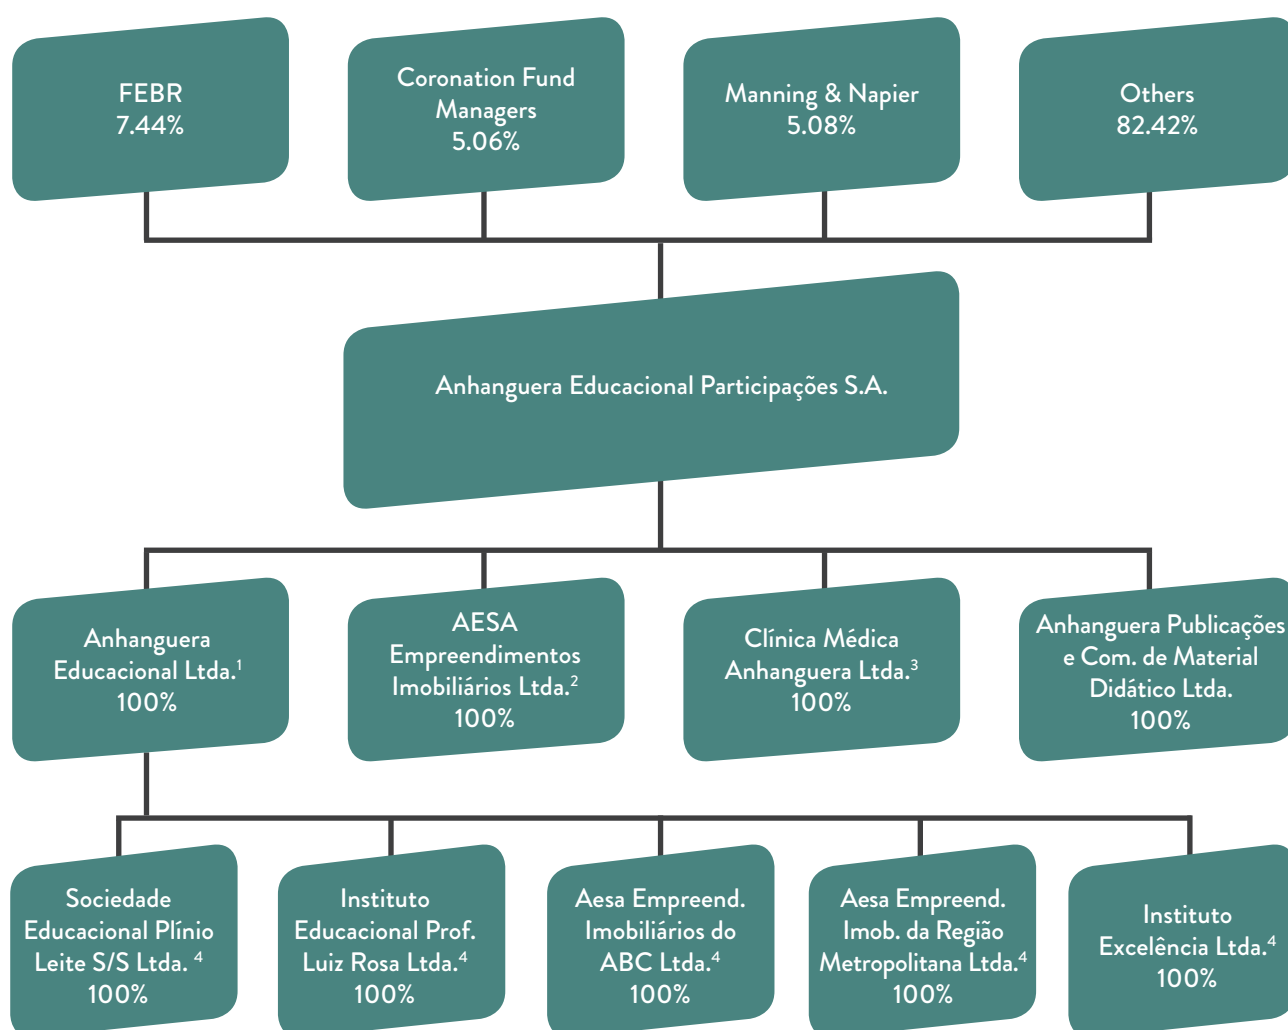 FEBR
7.44%
Coronation Fund
Managers
5.06%
Manning & Napier
5.08%
Others
82.42%
Anhanguera Educacional Participações S.A.
Anhanguera
Educacional Ltda.¹
100%
AESA
Empreendimentos
Imobiliários Ltda.²
100%
Clínica Médica
Anhanguera Ltda.³
100%
Anhanguera Publicações
e Com. de Material
Didático Ltda.
100%
Sociedade
Educacional Plínio
Leite S/S Ltda. ⁴
100%
Instituto
Educacional Prof.
Luiz Rosa Ltda.⁴
100%
Aesa Empreend.
Imobiliários do
ABC Ltda.⁴
100%
Aesa Empreend.
Imob. da Região
Metropolitana Ltda.⁴
100%
Instituto
Excelência Ltda.⁴
100%